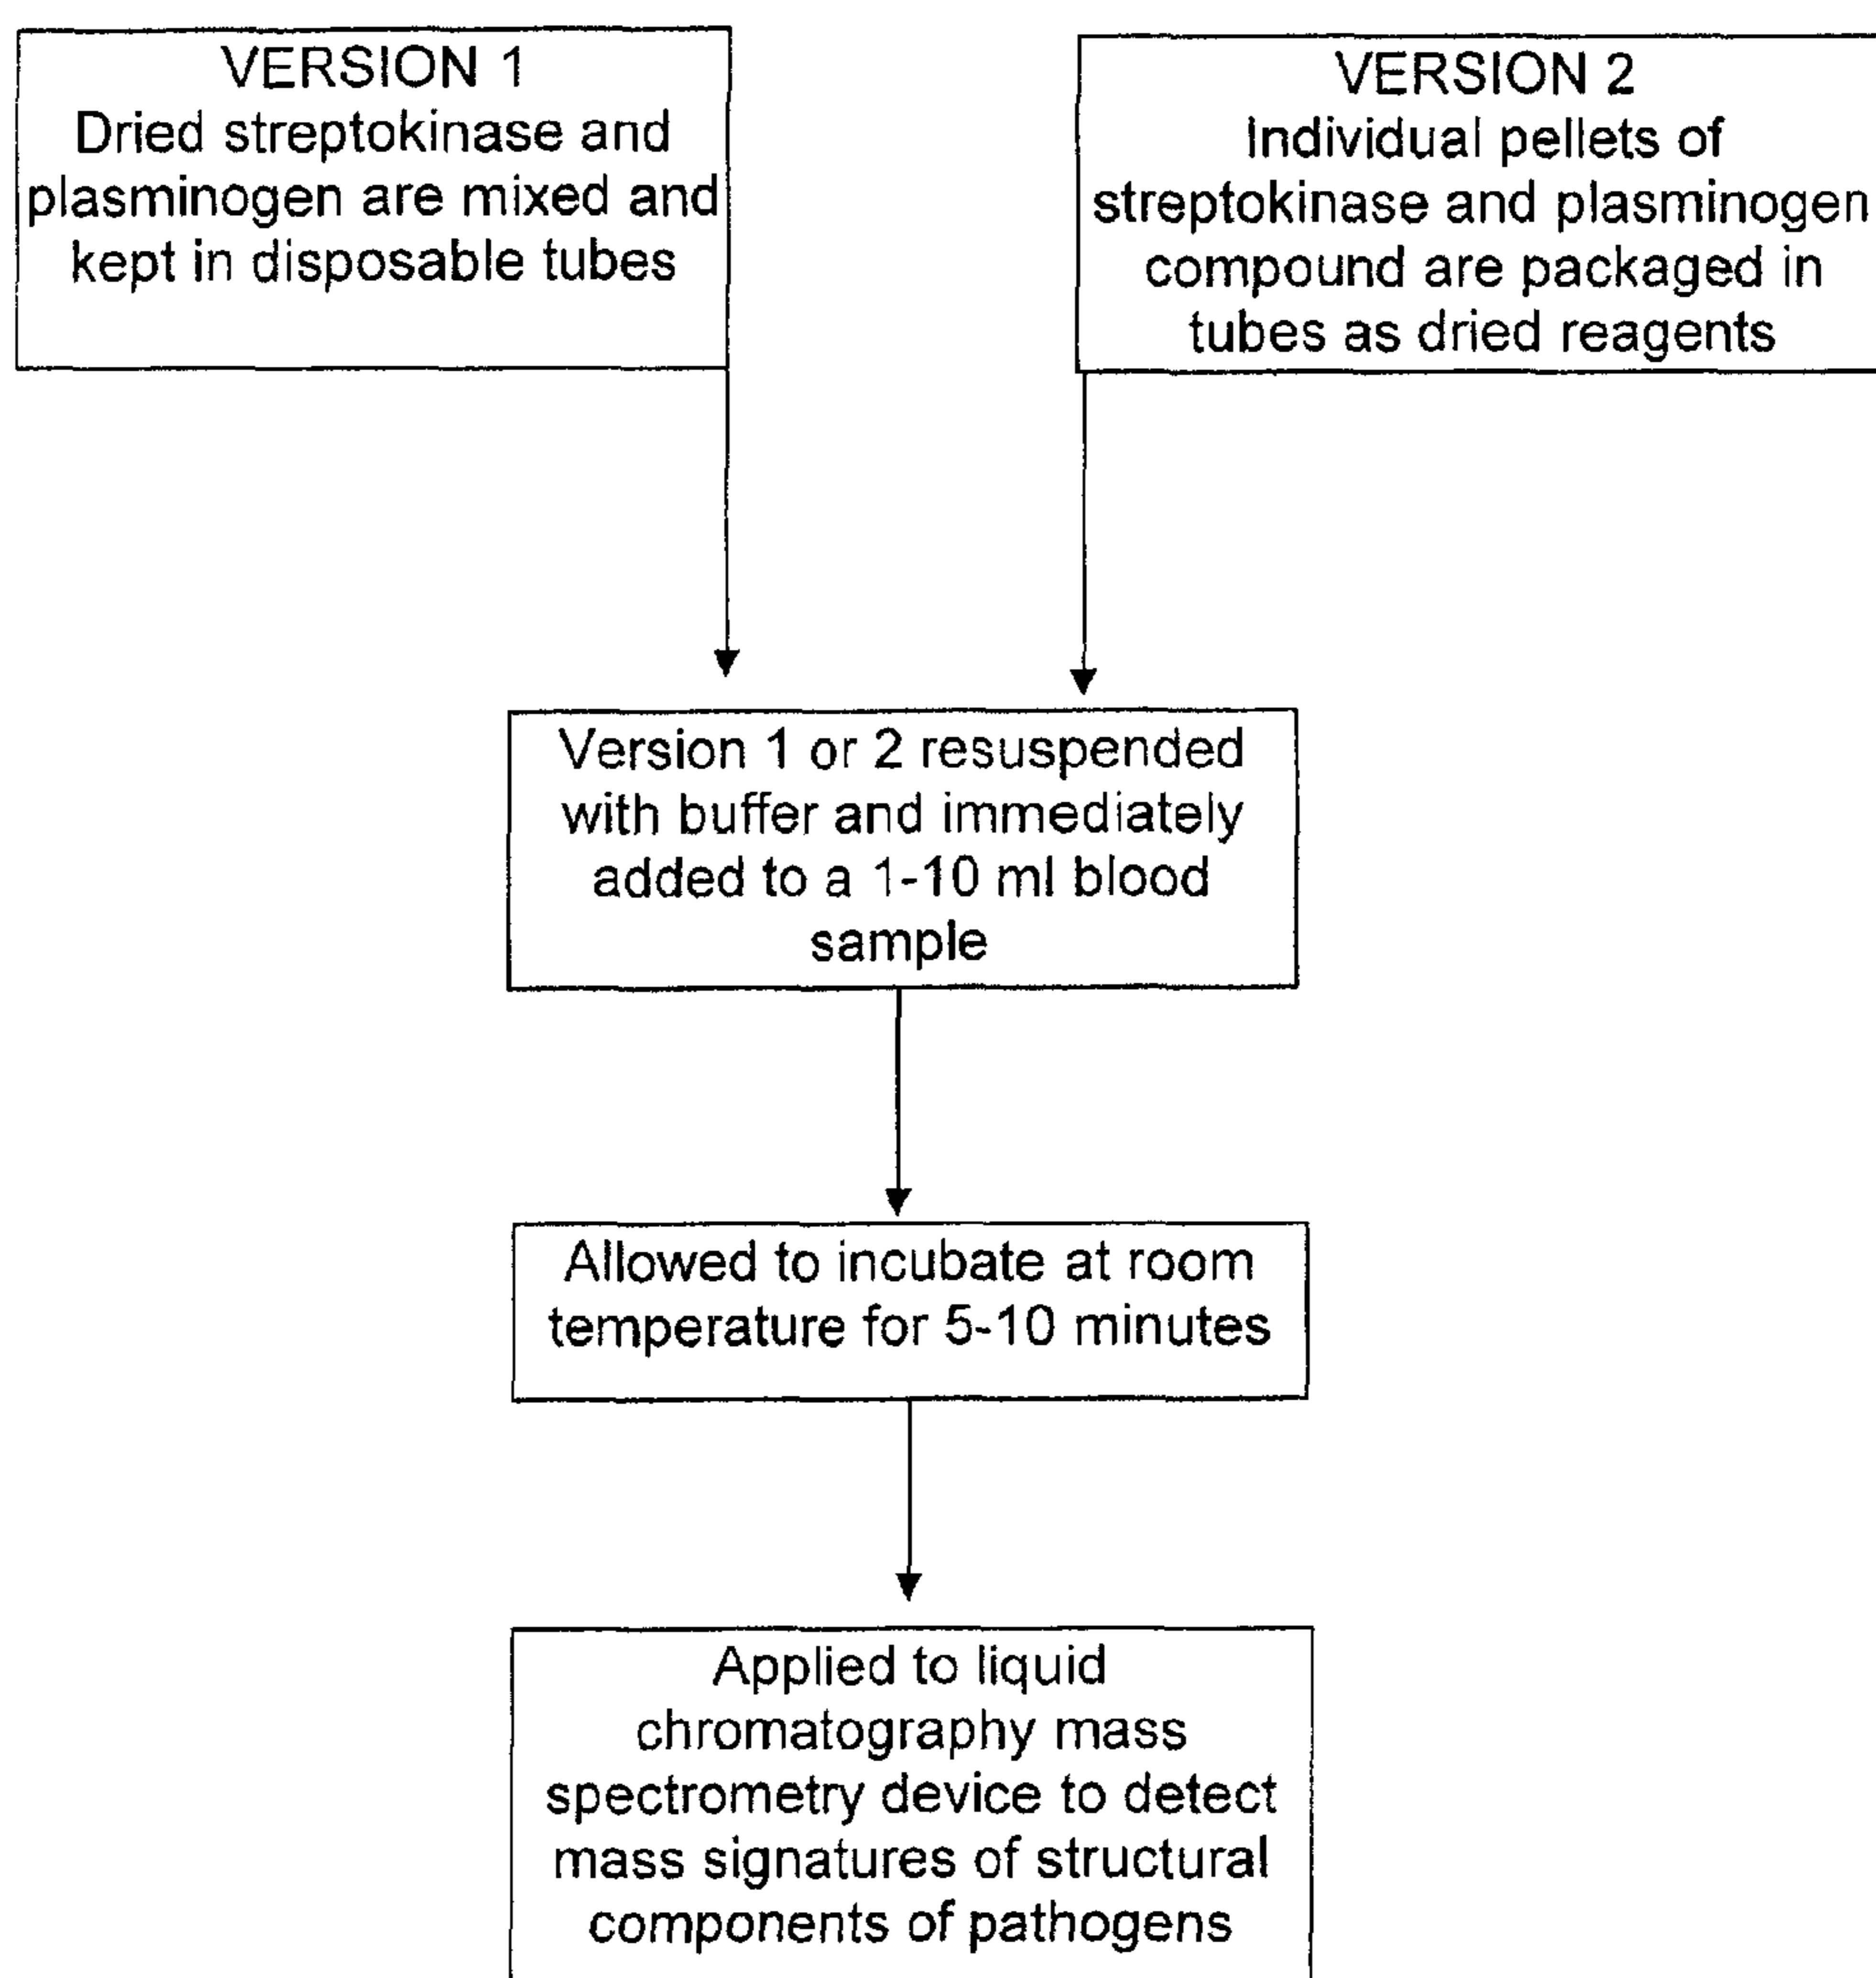 VERSION 1
Dried streptokinase and
plasminogen are mixed and
kept in disposable tubes
VERSION 2
Individual pellets of
streptokinase and plasminogen
compound are packaged in
tubes as dried reagents
Version 1 or 2 resuspended
with buffer and immediately
added to a 1-10 ml blood
sample
Allowed to incubate at room
temperature for 5-10 minutes
Applied to liquid
chromatography mass
spectrometry device to detect
mass signatures of structural
components of pathogens